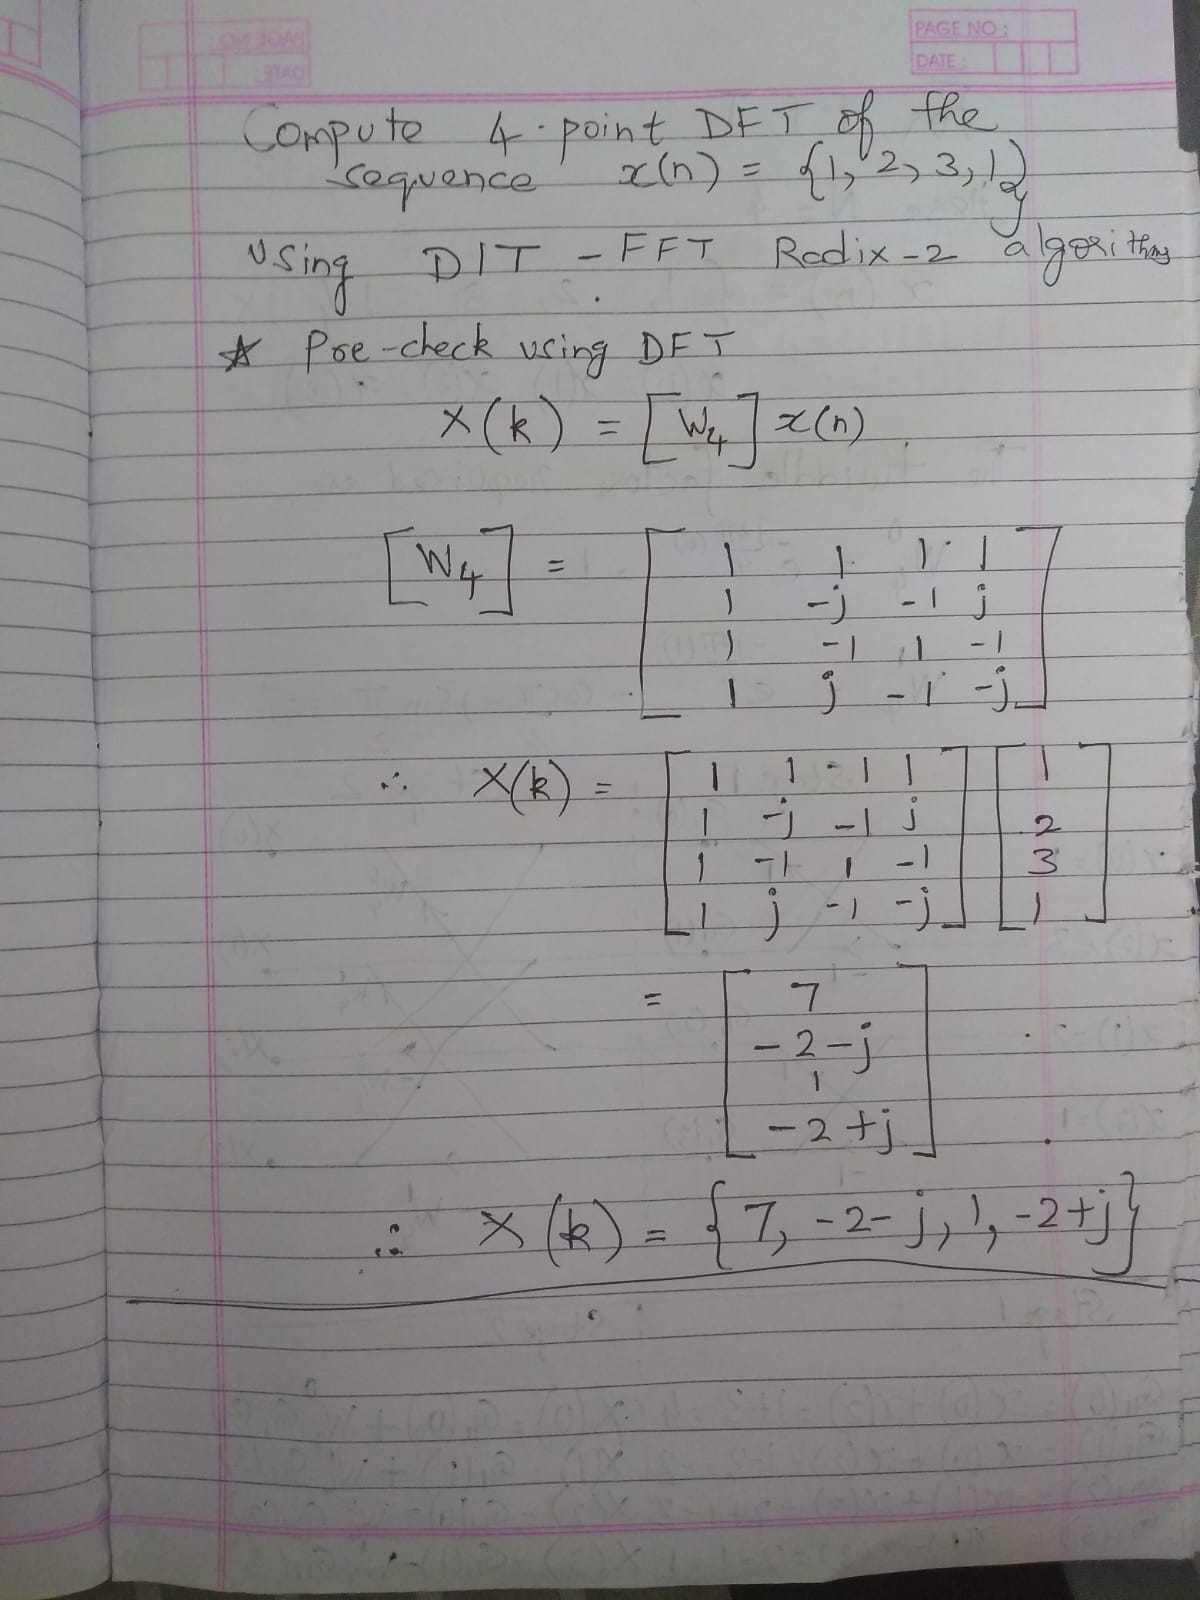 PAGE NO :
DATE :
Compute 4-point DFT of the
sequence x(n) = {1, 2, 3, 1}
Using DIT - FFT Radix-2 algorithm
☆ Pre-check using DFT
X(k) = [W₄] x(n)
[W₄] = [ 1 1 1 1
1 -j -1 j
1 -1 1 -1
1 j -1 -j ]
∴ X(k) = [ 1 1 1 1 ] [ 1
1 -j -1 j 2
1 -1 1 -1 3
1 j -1 -j 1 ]
= [ 7
-2-j
1
-2+j ]
∴ X(k) = {7, -2-j, 1, -2+j}